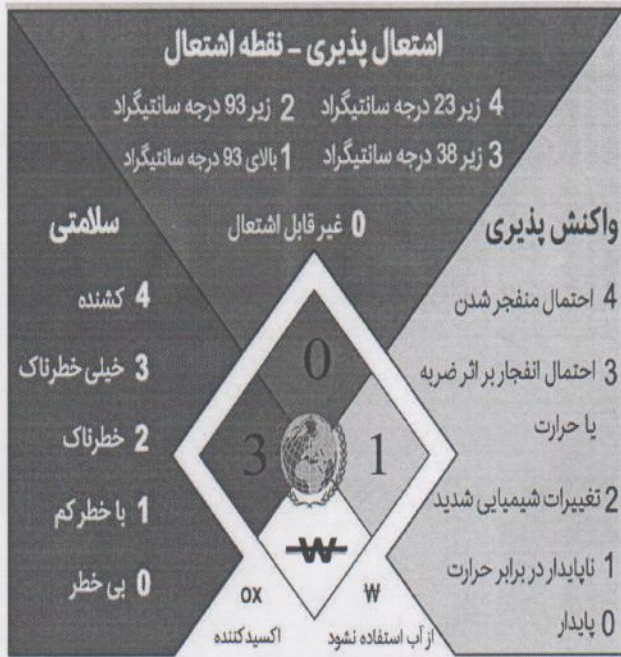 اشتعال پذیری - نقطه اشتعال
4 زیر 23 درجه سانتیگراد 2 زیر 93 درجه سانتیگراد
3 زیر 38 درجه سانتیگراد 1 بالای 93 درجه سانتیگراد
0 غیر قابل اشتعال
واکنش پذیری
4 احتمال منفجر شدن
3 احتمال انفجار بر اثر ضربه
یا حرارت
2 تغییرات شیمیایی شدید
1 ناپایدار در برابر حرارت
0 پایدار
سلامتی
4 کشنده
3 خیلی خطرناک
2 خطرناک
1 با خطر کم
0 بی خطر
0
3 1
W
W
از آب استفاده نشود
OX
اکسید کننده